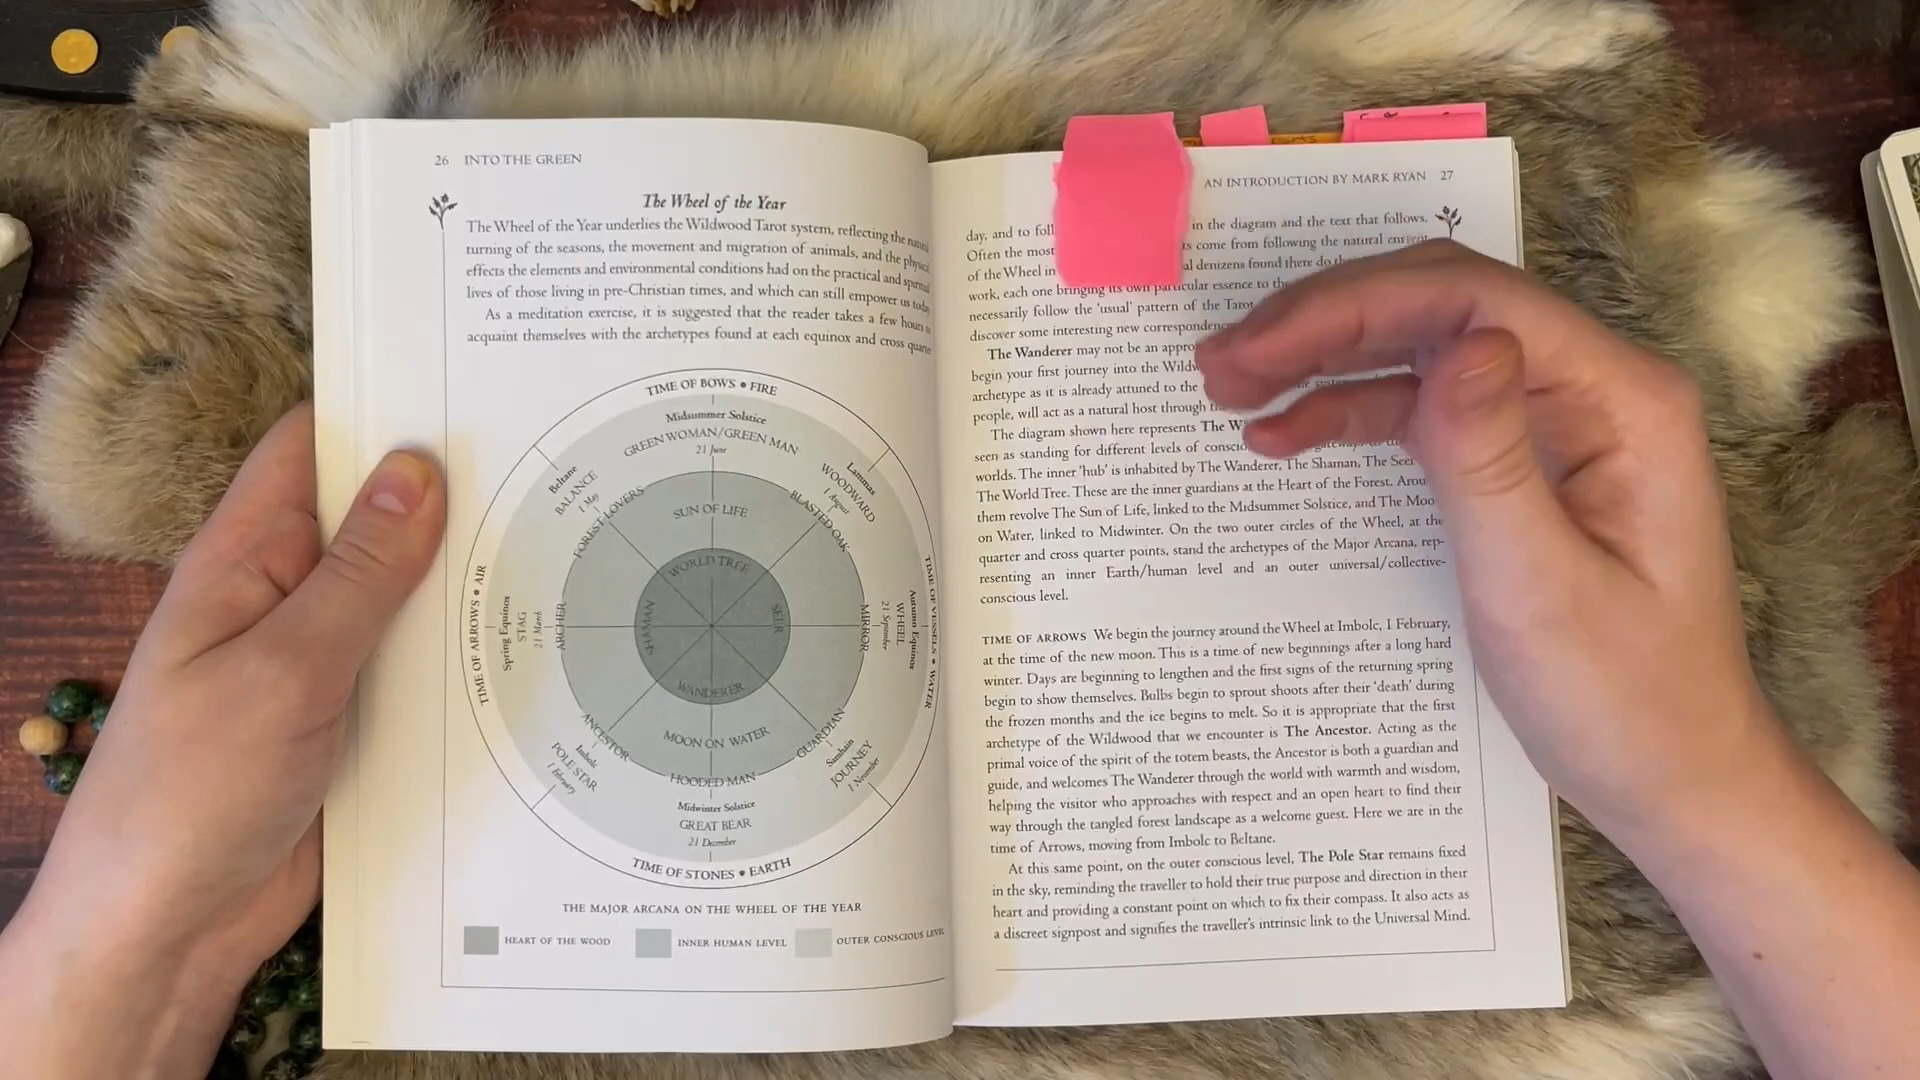 26 INTO THE GREEN
The Wheel of the Year
The Wheel of the Year underlies the Wildwood Tarot system, reflecting the natural
turning of the seasons, the movement and migration of animals, and the physical
effects the elements and environmental conditions had on the practical and spiritual
lives of those living in pre-Christian times, and which can still empower us today
As a meditation exercise, it is suggested that the reader takes a few hours
acquaint themselves with the archetypes found at each equinox and cross quarter
TIME OF BOWS • FIRE
Midsummer Solstice
GREEN WOMAN/GREEN MAN
21 June
Beltane
BALANCE
1 May
FOREST LOVERS
Lammas
WOODWARD
1 August
BLASTED OAK
SUN OF LIFE
WORLD TREE
TIME OF ARROWS • AIR
Spring Equinox
STAG
21 March
ARCHER
SHAMAN
SEER
MIRROR
21 September
WHEEL
Autumn Equinox
TIME OF VESSELS • WATER
WANDERER
ANCESTOR
Imbolc
POLE STAR
1 February
MOON ON WATER
GUARDIAN
Samhain
JOURNEY
1 November
HOODED MAN
Midwinter Solstice
GREAT BEAR
21 December
TIME OF STONES • EARTH
THE MAJOR ARCANA ON THE WHEEL OF THE YEAR
HEART OF THE WOOD INNER HUMAN LEVEL OUTER CONSCIOUS LEVEL
AN INTRODUCTION BY MARK RYAN 27
day, and to foll in the diagram and the text that follows.
Often the most come from following the natural
of the Wheel in denizens found there do
work, each one bringing its own particular essence to the
necessarily follow the 'usual' pattern of the Tarot
discover some interesting new
The Wanderer may not be an
begin your first journey into the
archetype as it is already attuned to the
people, will act as a natural host through
The diagram shown here represents The
seen as standing for different levels of
worlds. The inner 'hub' is inhabited by The Wanderer, The Shaman, The Seer
The World Tree. These are the inner guardians at the Heart of the Forest.
them revolve The Sun of Life, linked to the Midsummer Solstice, and The Moo
on Water, linked to Midwinter. On the two outer circles of the Wheel, at the
quarter and cross quarter points, stand the archetypes of the Major Arcana, rep-
resenting an inner Earth/human level and an outer universal/collective-
conscious level.
TIME OF ARROWS We begin the journey around the Wheel at Imbolc, 1 February,
at the time of the new moon. This is a time of new beginnings after a long hard
winter. Days are beginning to lengthen and the first signs of the returning spring
begin to show themselves. Bulbs begin to sprout shoots after their 'death' during
the frozen months and the ice begins to melt. So it is appropriate that the first
archetype of the Wildwood that we encounter is The Ancestor. Acting as the
primal voice of the spirit of the totem beasts, the Ancestor is both a guardian and
guide, and welcomes The Wanderer through the world with warmth and wisdom,
helping the visitor who approaches with respect and an open heart to find their
way through the tangled forest landscape as a welcome guest. Here we are in the
time of Arrows, moving from Imbolc to Beltane.
At this same point, on the outer conscious level, The Pole Star remains fixed
in the sky, reminding the traveller to hold their true purpose and direction in their
heart and providing a constant point on which to fix their compass. It also acts as
a discreet signpost and signifies the traveller's intrinsic link to the Universal Mind.